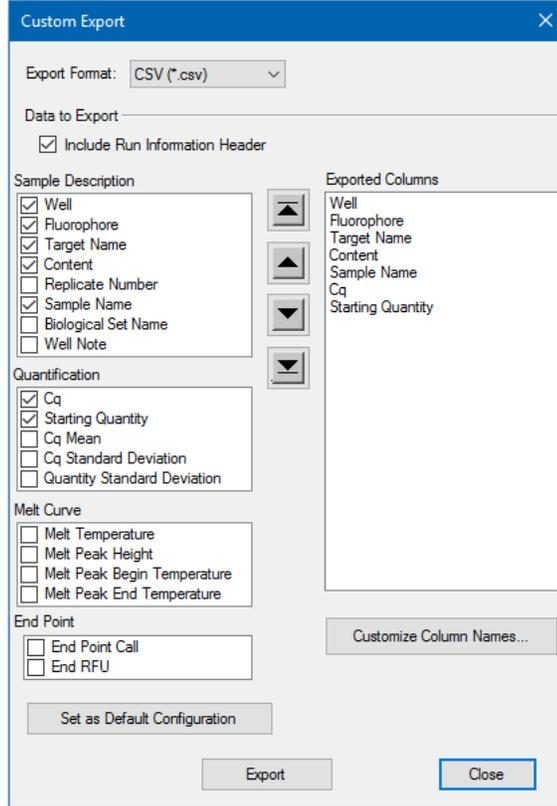 Custom Export
Export Format: CSV (*.csv)
Data to Export
Include Run Information Header
Sample Description
Well
Fluorophore
Target Name
Content
Replicate Number
Sample Name
Biological Set Name
Well Note
Quantification
Cq
Starting Quantity
Cq Mean
Cq Standard Deviation
Quantity Standard Deviation
Melt Curve
Melt Temperature
Melt Peak Height
Melt Peak Begin Temperature
Melt Peak End Temperature
End Point
End Point Call
End RFU
Set as Default Configuration
Exported Columns
Well
Fluorophore
Target Name
Content
Sample Name
Cq
Starting Quantity
Customize Column Names...
Export
Close